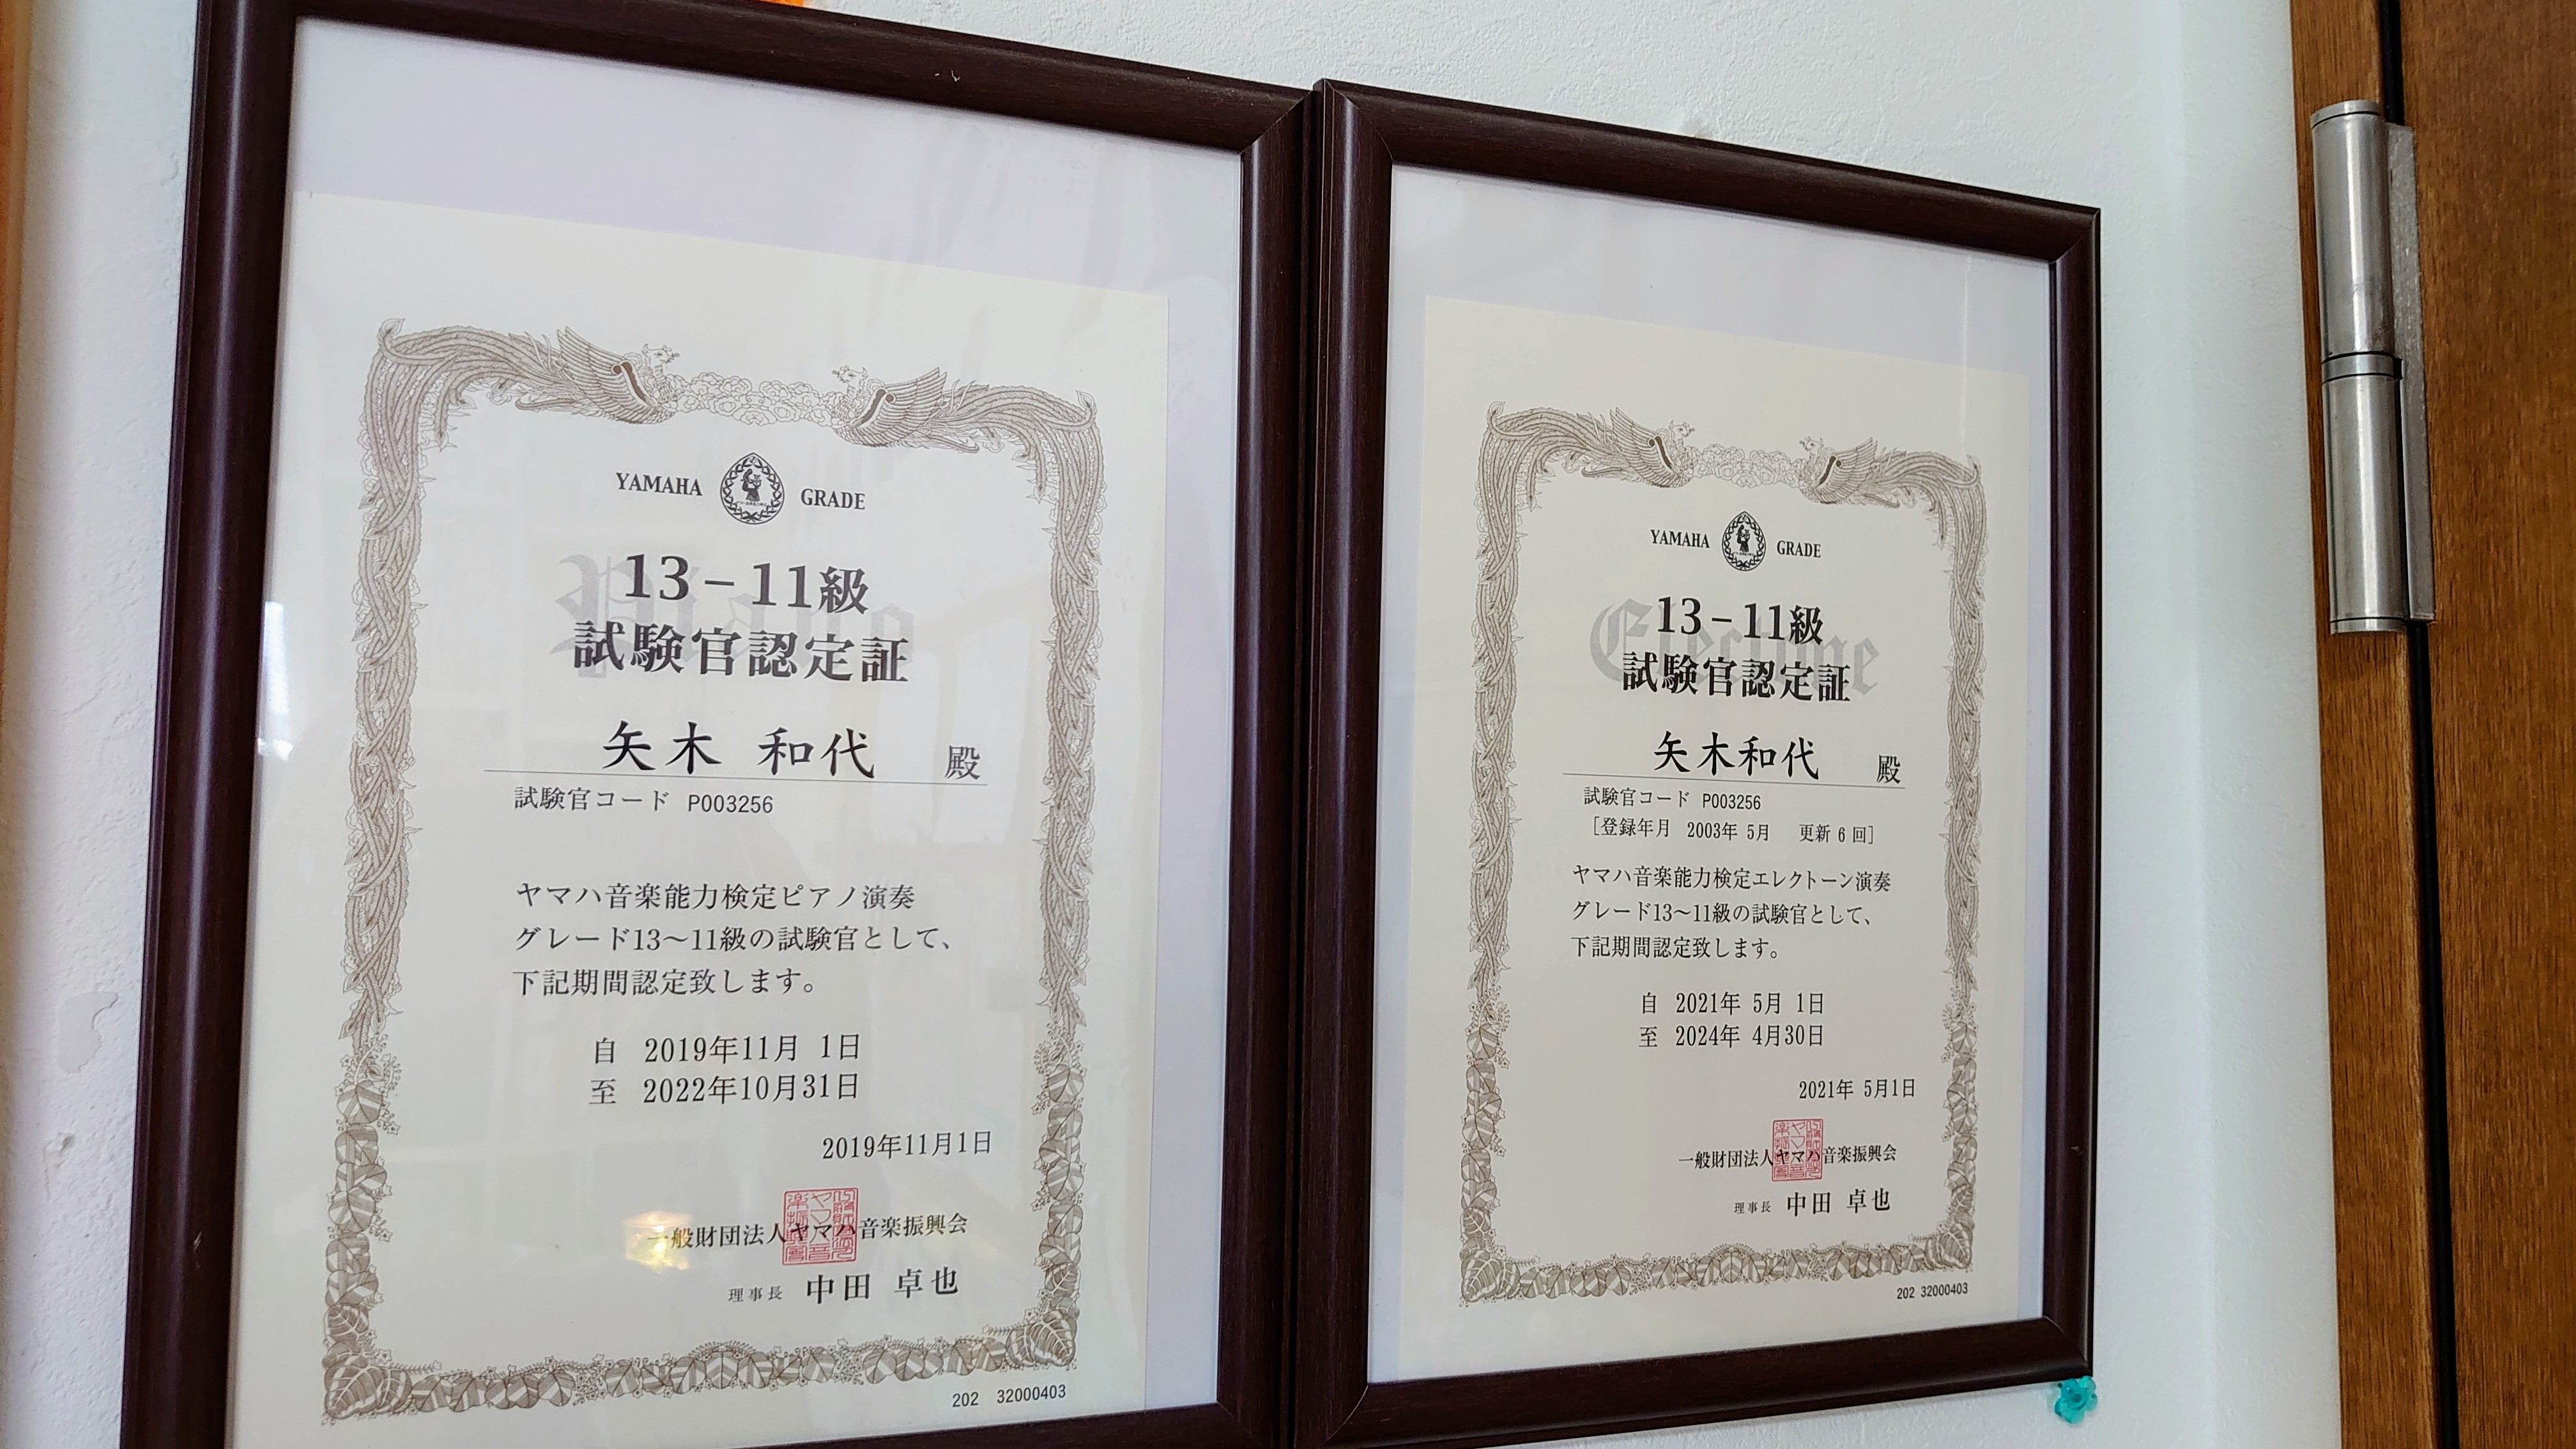 YAMAHA GRADE
Piano
13－11級
試験官認定証
矢木 和代 殿
試験官コード P003256
ヤマハ音楽能力検定ピアノ演奏
グレード13～11級の試験官として、
下記期間認定致します。
自 2019年11月 1日
至 2022年10月31日
2019年11月1日
一般財団法人ヤマハ音楽振興会
理事長 中田 卓也
202 32000403
YAMAHA GRADE
Electone
13－11級
試験官認定証
矢木和代 殿
試験官コード P003256
[登録年月 2003年 5月 更新 6 回]
ヤマハ音楽能力検定エレクトーン演奏
グレード13～11級の試験官として、
下記期間認定致します。
自 2021年 5月 1日
至 2024年 4月30日
2021年 5月1日
一般財団法人ヤマハ音楽振興会
理事長 中田 卓也
202 32000403